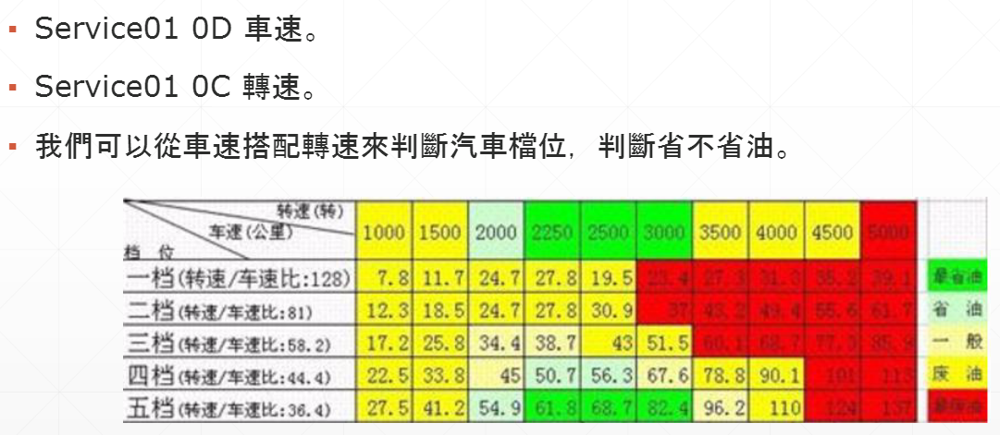 Service01 0D 車速。
Service01 0C 轉速。
我們可以從車速搭配轉速來判斷汽車檔位，判斷省不省油。
转速(转)
车速(公里)
档 位
1000 1500 2000 2250 2500 3000 3500 4000 4500 5000
一档(转速/车速比:128) 7.8 11.7 24.7 27.8 19.5 23.4 27.3 31.3 35.2 39.1 最省油
二档(转速/车速比:81) 12.3 18.5 24.7 27.8 30.9 37 43.2 49.4 55.6 61.7 省 油
三档(转速/车速比:58.2) 17.2 25.8 34.4 38.7 43 51.5 60.1 68.7 77.3 85.9 一 般
四档(转速/车速比:44.4) 22.5 33.8 45 50.7 56.3 67.6 78.8 90.1 101 113 废 油
五档(转速/车速比:36.4) 27.5 41.2 54.9 61.8 68.7 82.4 96.2 110 124 137